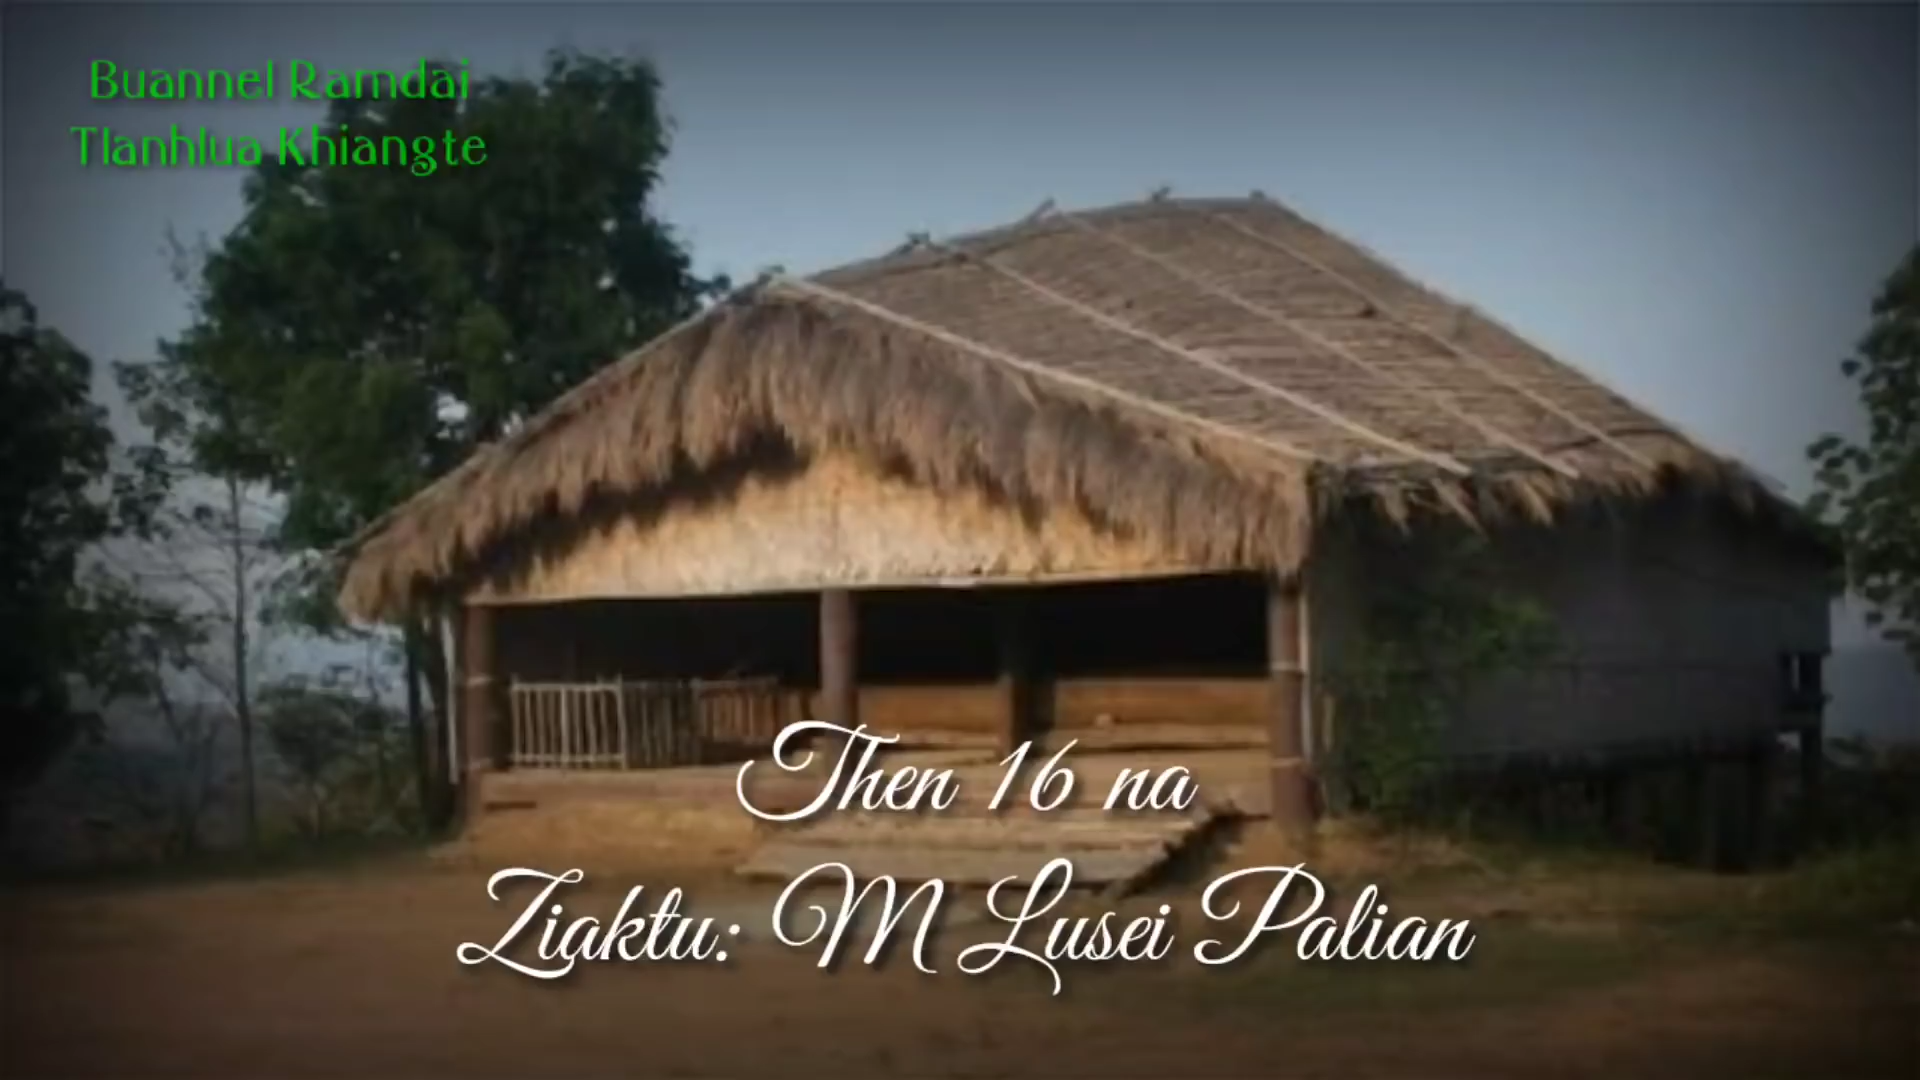 Buannel Ramdai
Tlanhlua Khiangte
Then 16 na
Ziaktu: M Lusei Palian